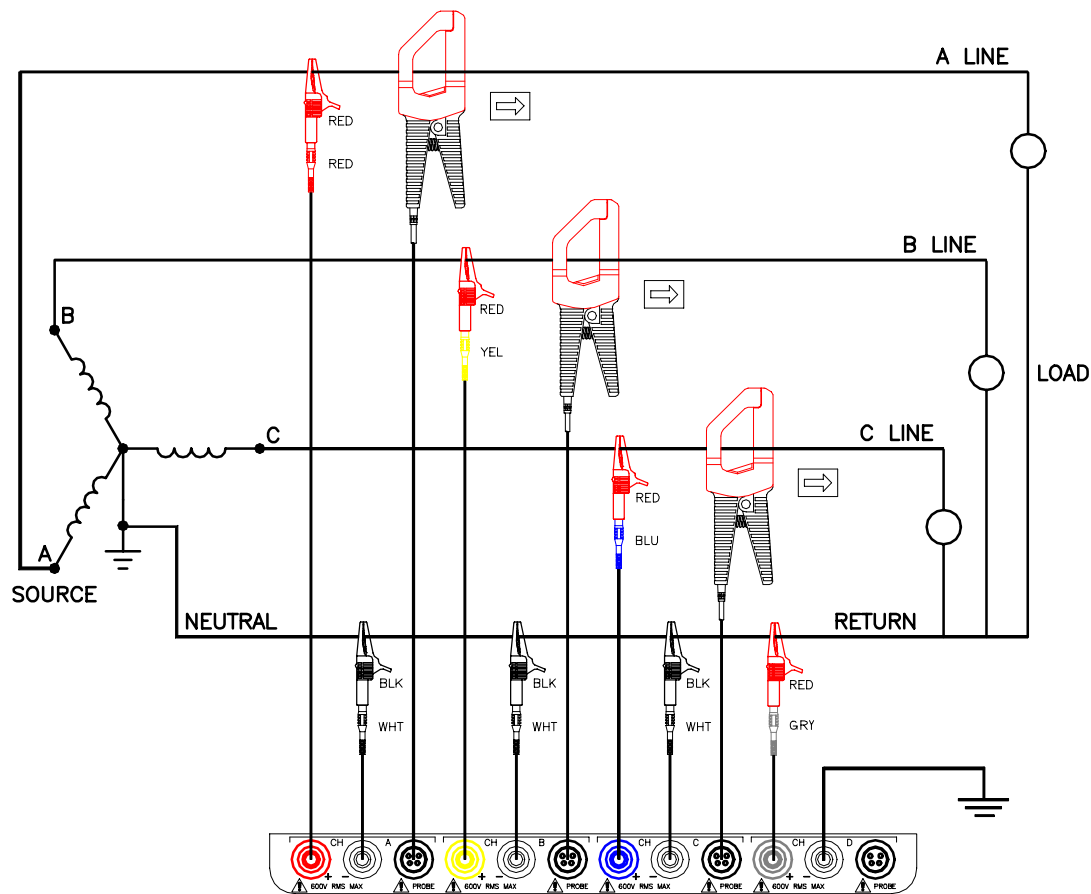 A LINE
RED
RED
B LINE
RED
YEL
B
LOAD
C LINE
C
RED
BLU
A
SOURCE
NEUTRAL
RETURN
BLK
BLK
BLK
RED
WHT
WHT
WHT
GRY
CH A CH B CH C CH D
! 600V + RMS − MAX ! PROBE ! 600V + RMS − MAX ! PROBE ! 600V + RMS − MAX ! PROBE ! 600V + RMS − MAX ! PROBE